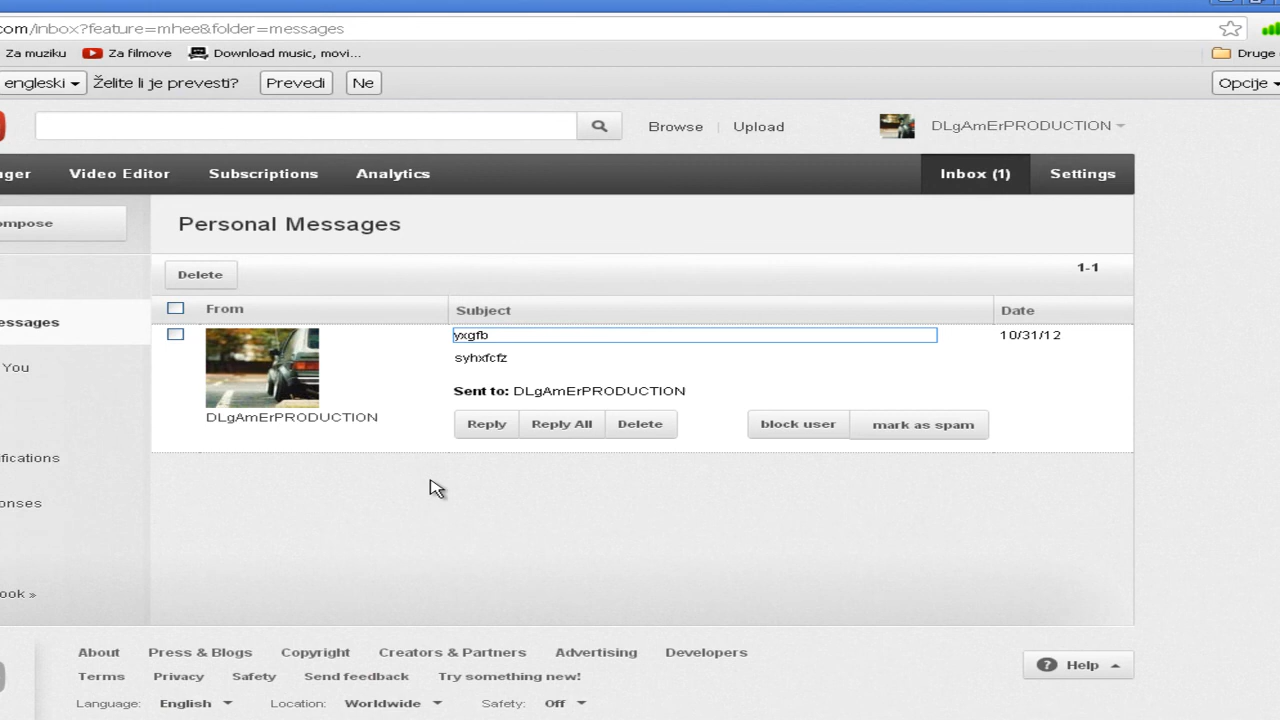 com/inbox?feature=mhee&folder=messages
Za muziku Za filmove Download music, movi... Druge
engleski Želite li je prevesti? Prevedi Ne Opcije
Browse Upload DLgAmErPRODUCTION
ger Video Editor Subscriptions Analytics Inbox (1) Settings
ompose
Personal Messages
Delete 1-1
From Subject Date
essages
yxgfb 10/31/12
syhxfcfz
You
Sent to: DLgAmErPRODUCTION
DLgAmErPRODUCTION
Reply Reply All Delete block user mark as spam
ifications
onses
ook »
About Press & Blogs Copyright Creators & Partners Advertising Developers
Help
Terms Privacy Safety Send feedback Try something new!
Language: English Location: Worldwide Safety: Off